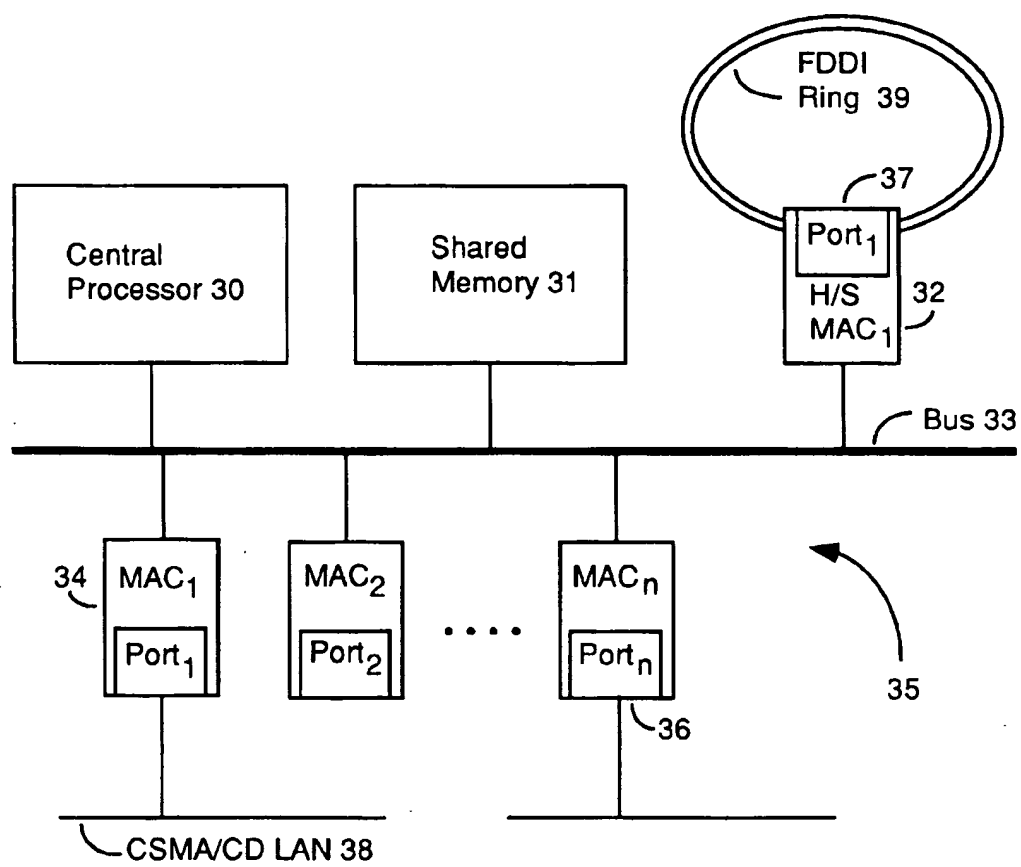 FDDI
Ring 39
37
Port1
H/S
MAC1
32
Central
Processor 30
Shared
Memory 31
Bus 33
34
MAC1
Port1
MAC2
Port2
....
MACn
Portn
36
35
CSMA/CD LAN 38